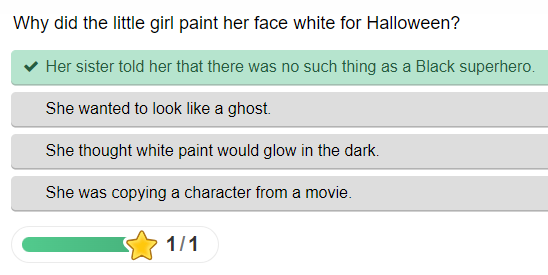 Why did the little girl paint her face white for Halloween?
Her sister told her that there was no such thing as a Black superhero.
She wanted to look like a ghost.
She thought white paint would glow in the dark.
She was copying a character from a movie.
1/1